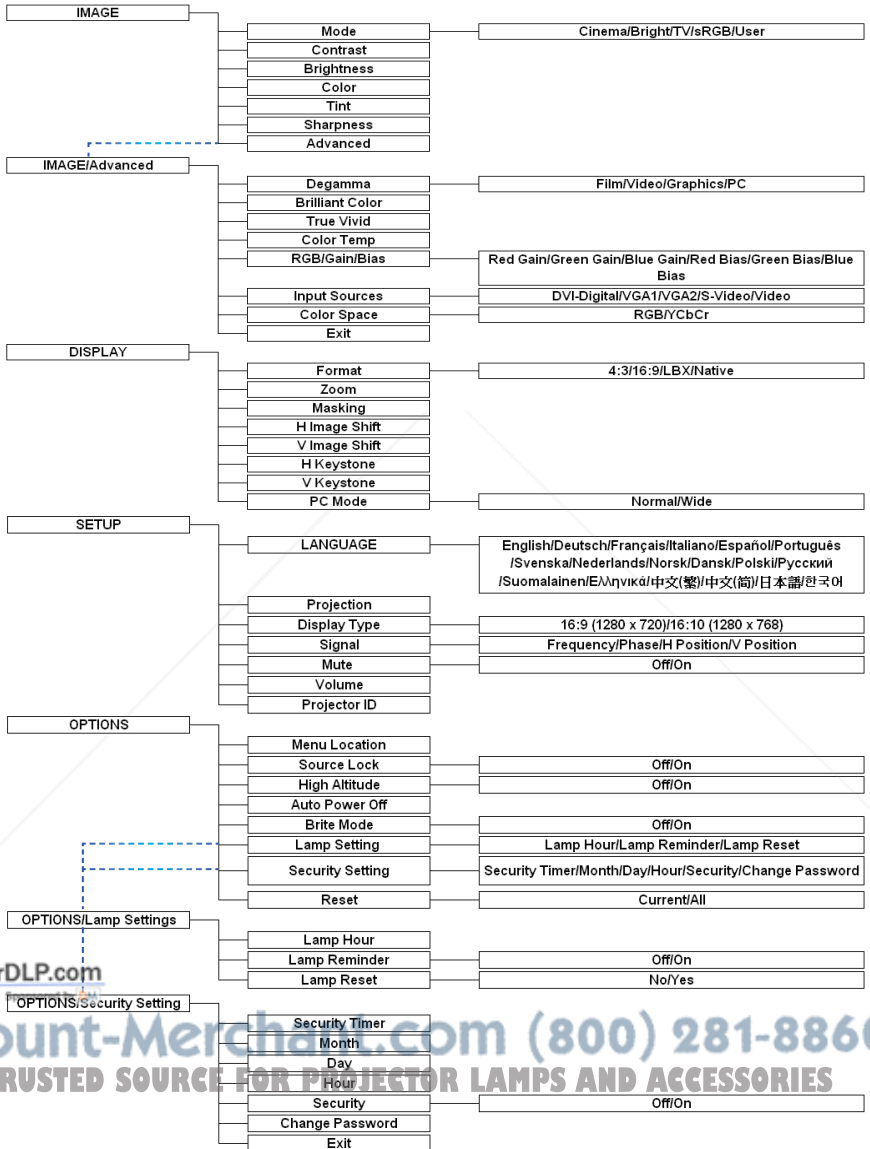 IMAGE
Mode
Cinema/Bright/TV/sRGB/User
Contrast
Brightness
Color
Tint
Sharpness
Advanced
IMAGE/Advanced
Degamma
Film/Video/Graphics/PC
Brilliant Color
True Vivid
Color Temp
RGB/Gain/Bias
Red Gain/Green Gain/Blue Gain/Red Bias/Green Bias/Blue
Bias
Input Sources
DVI-Digital/VGA1/VGA2/S-Video/Video
Color Space
RGB/YCbCr
Exit
DISPLAY
Format
4:3/16:9/LBX/Native
Zoom
Masking
H Image Shift
V Image Shift
H Keystone
V Keystone
PC Mode
Normal/Wide
SETUP
LANGUAGE
English/Deutsch/Français/Italiano/Español/Português
/Svenska/Nederlands/Norsk/Dansk/Polski/Русский
/Suomalainen/Ελληνικά/中文(繁)/中文(简)/日本語/한국어
Projection
Display Type
16:9 (1280 x 720)/16:10 (1280 x 768)
Signal
Frequency/Phase/H Position/V Position
Mute
Off/On
Volume
Projector ID
OPTIONS
Menu Location
Source Lock
Off/On
High Altitude
Off/On
Auto Power Off
Brite Mode
Off/On
Lamp Setting
Lamp Hour/Lamp Reminder/Lamp Reset
Security Setting
Security Timer/Month/Day/Hour/Security/Change Password
Reset
Current/All
OPTIONS/Lamp Settings
Lamp Hour
Lamp Reminder
Off/On
Lamp Reset
No/Yes
rDLP.com
OPTIONS/Security Setting
Security Timer
ount-Merchant.com (800) 281-8860
Month
Day
RUSTED SOURCE FOR PROJECTOR LAMPS AND ACCESSORIES
Hour
Security
Off/On
Change Password
Exit